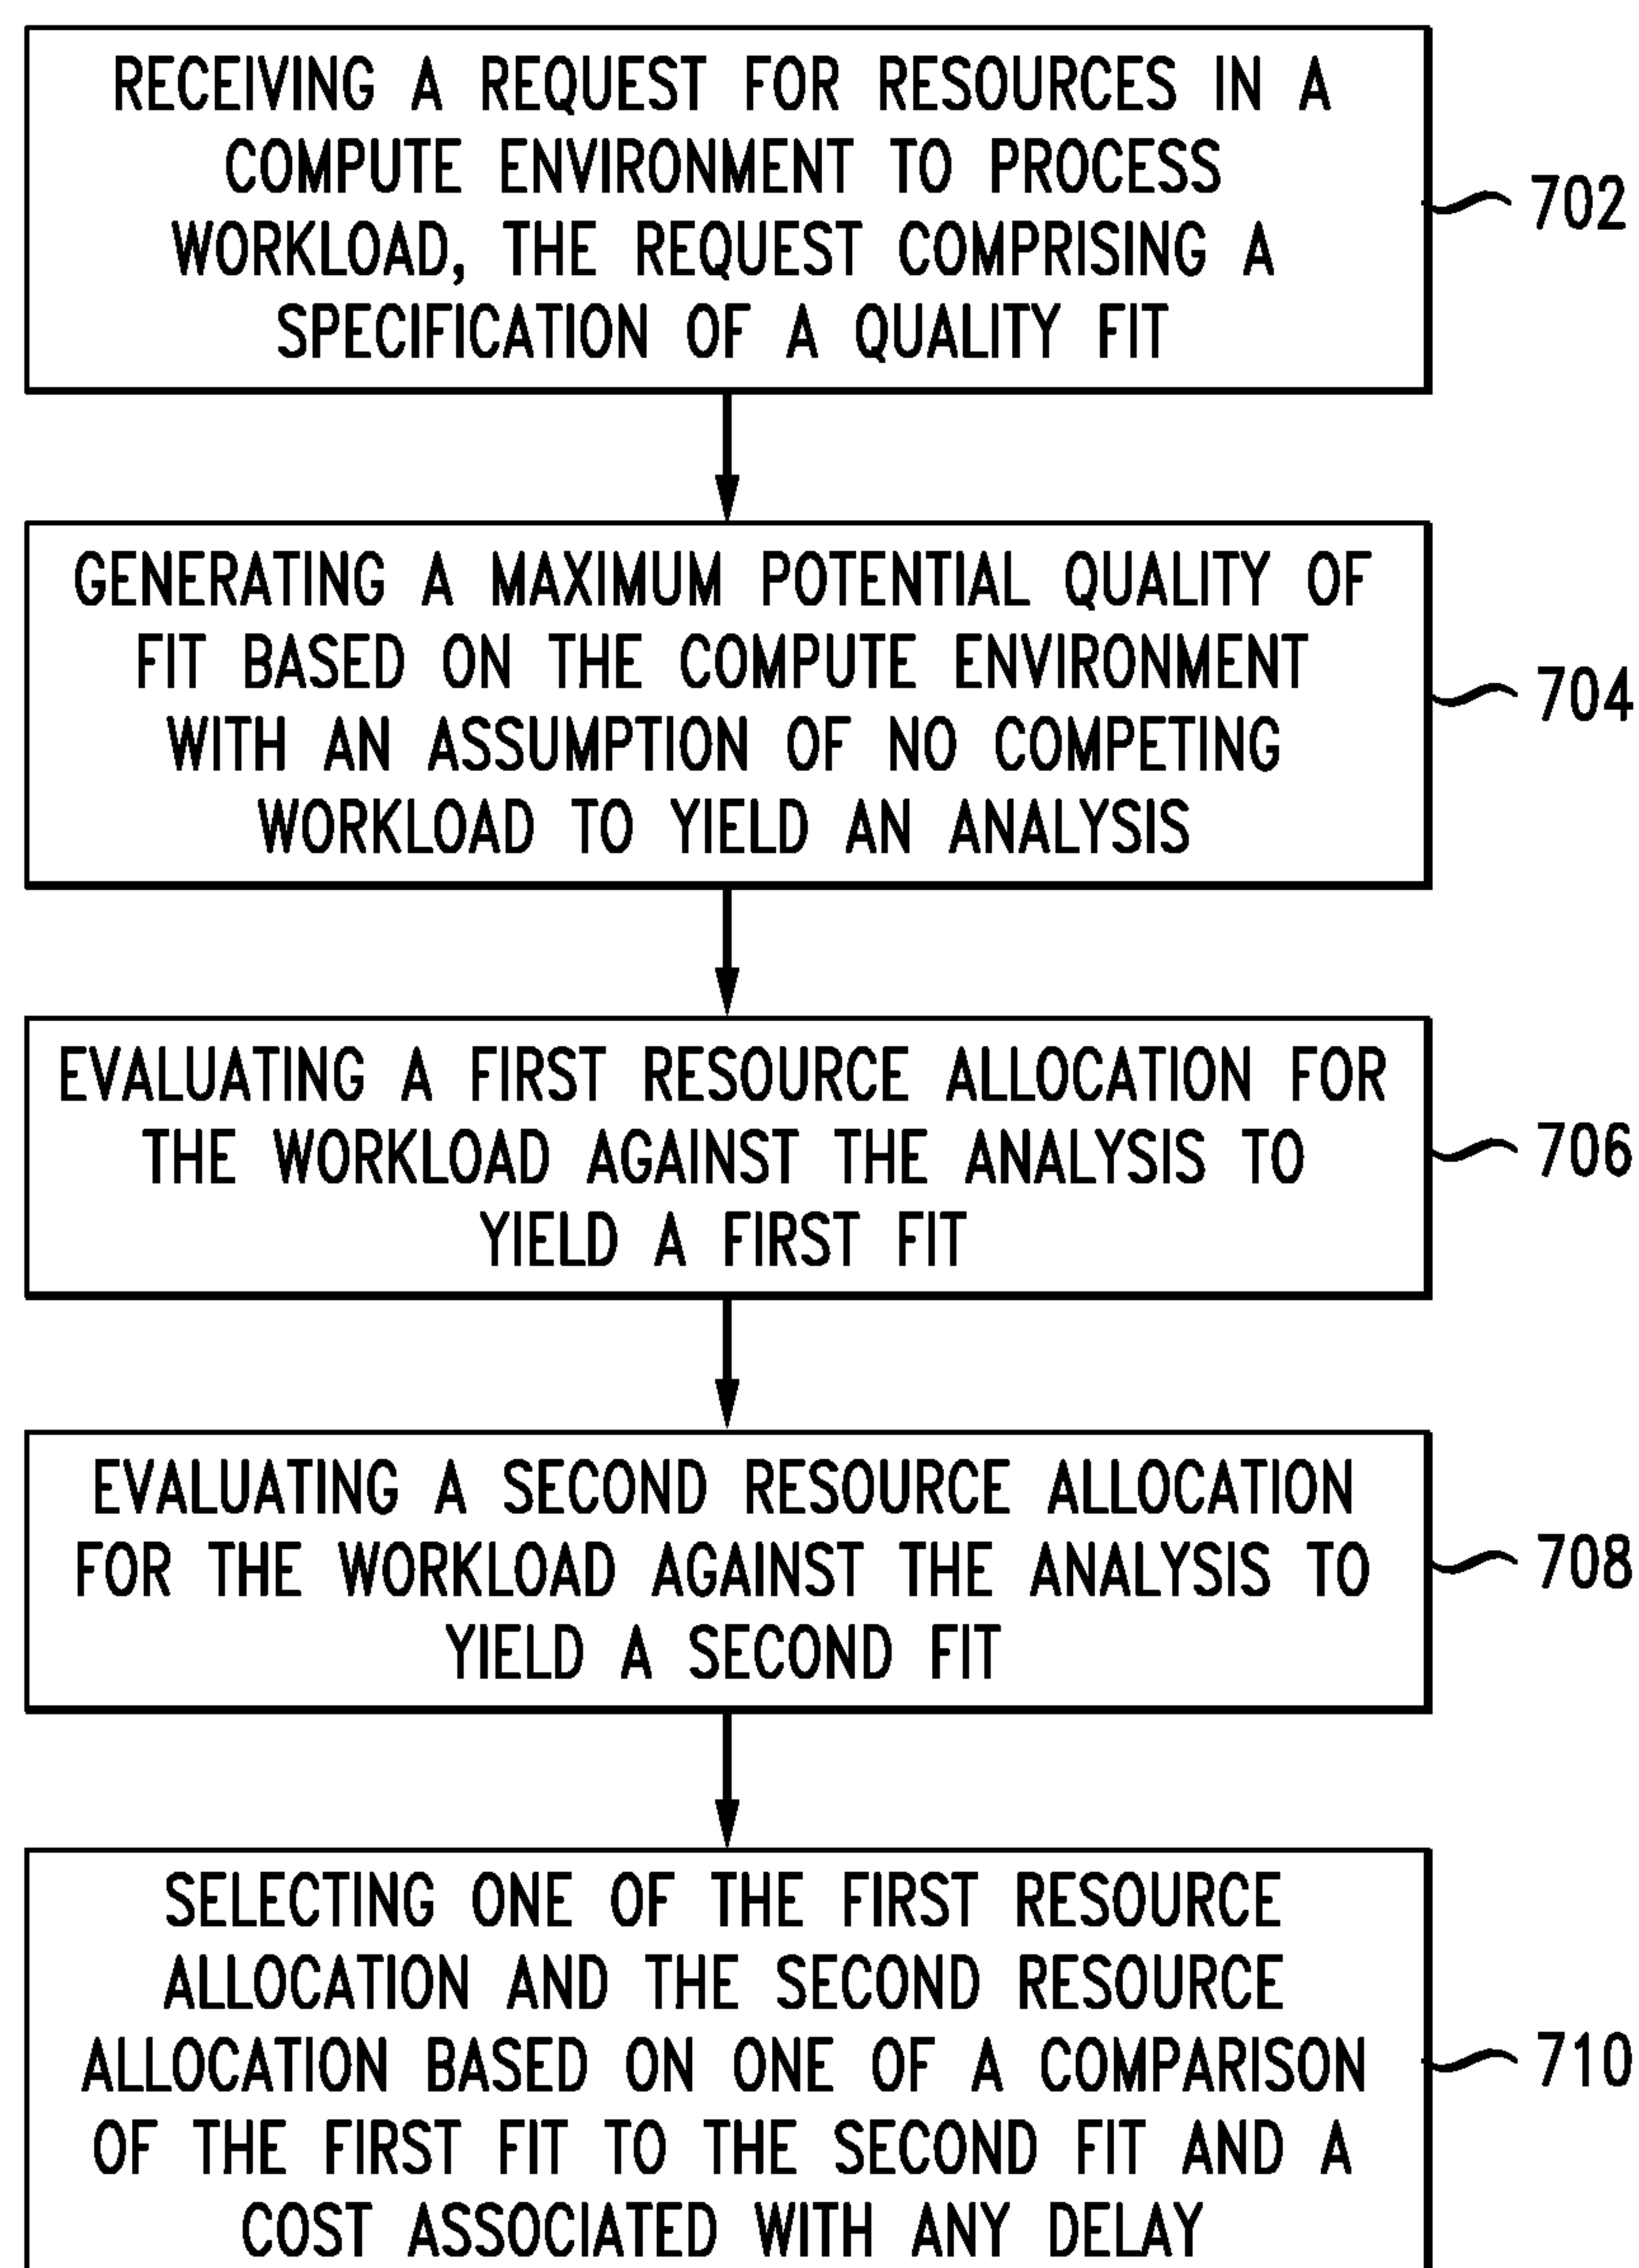 RECEIVING A REQUEST FOR RESOURCES IN A
COMPUTE ENVIRONMENT TO PROCESS
WORKLOAD, THE REQUEST COMPRISING A
SPECIFICATION OF A QUALITY FIT
702
GENERATING A MAXIMUM POTENTIAL QUALITY OF
FIT BASED ON THE COMPUTE ENVIRONMENT
WITH AN ASSUMPTION OF NO COMPETING
WORKLOAD TO YIELD AN ANALYSIS
704
EVALUATING A FIRST RESOURCE ALLOCATION FOR
THE WORKLOAD AGAINST THE ANALYSIS TO
YIELD A FIRST FIT
706
EVALUATING A SECOND RESOURCE ALLOCATION
FOR THE WORKLOAD AGAINST THE ANALYSIS TO
YIELD A SECOND FIT
708
SELECTING ONE OF THE FIRST RESOURCE
ALLOCATION AND THE SECOND RESOURCE
ALLOCATION BASED ON ONE OF A COMPARISON
OF THE FIRST FIT TO THE SECOND FIT AND A
COST ASSOCIATED WITH ANY DELAY
710